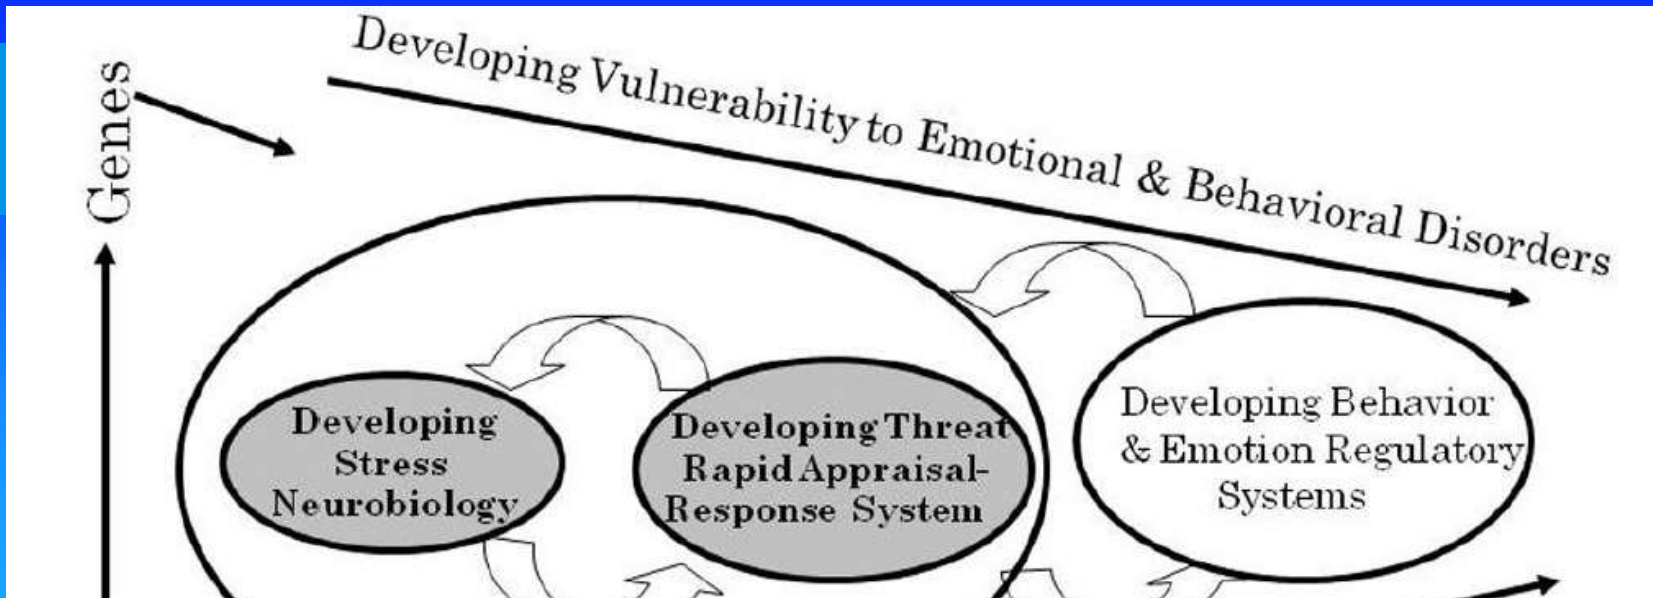 Genes
Developing Vulnerability to Emotional & Behavioral Disorders
Developing
Stress
Neurobiology
Developing Threat
Rapid Appraisal-
Response System
Developing Behavior
& Emotion Regulatory
Systems